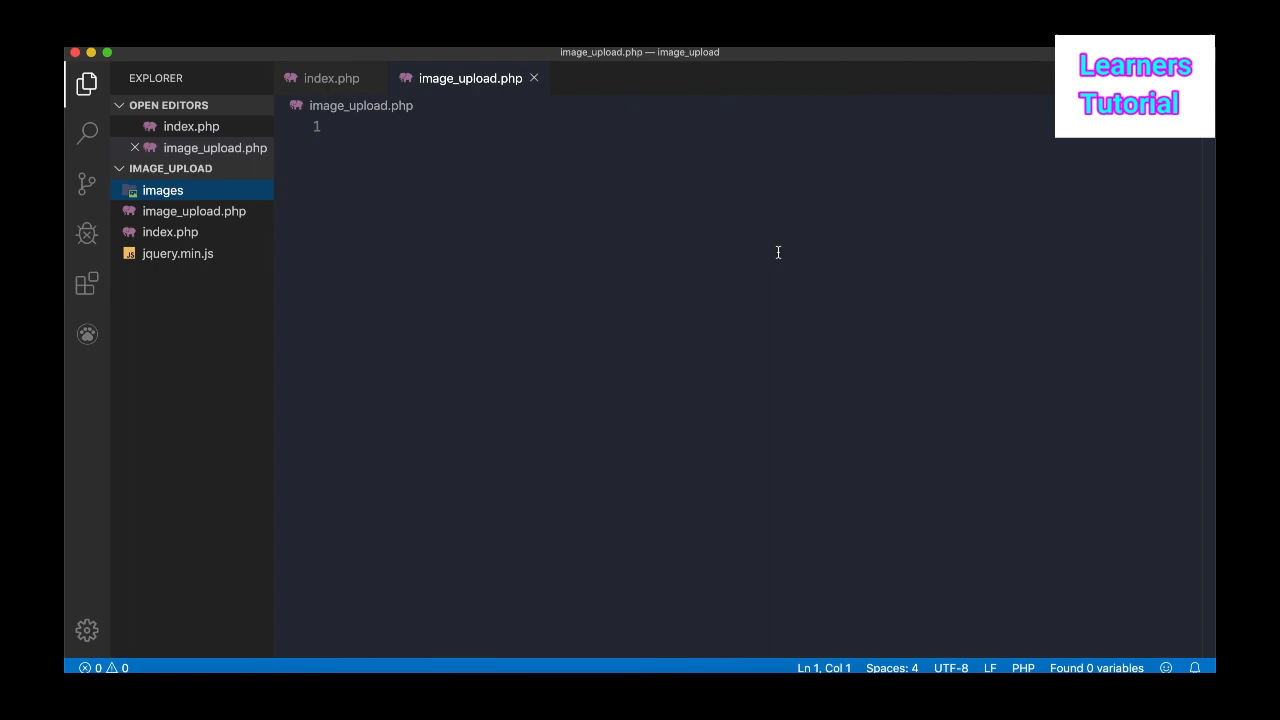 image_upload.php — image_upload
Learners
Tutorial
EXPLORER
index.php
image_upload.php
OPEN EDITORS
index.php
image_upload.php
IMAGE_UPLOAD
images
image_upload.php
index.php
JS jquery.min.js
image_upload.php
1
0 0
Ln 1, Col 1 Spaces: 4 UTF-8 LF PHP Found 0 variables